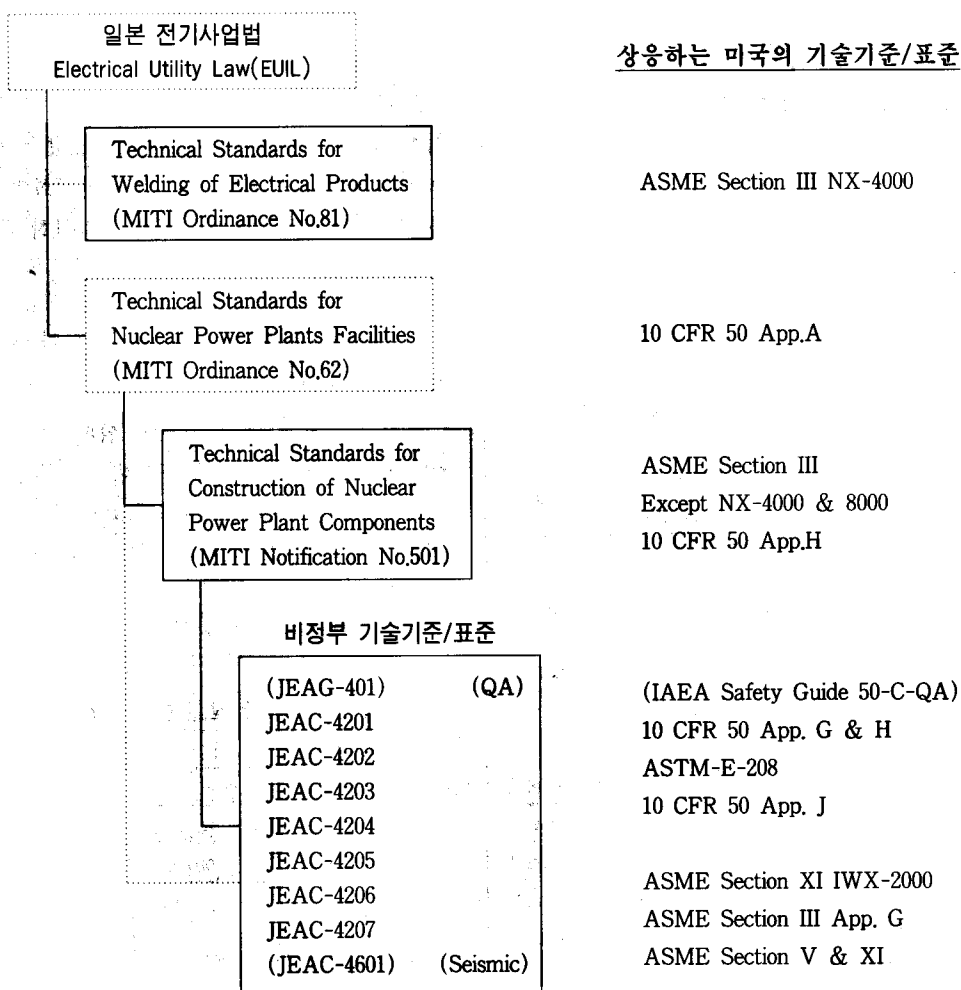 일본 전기사업법
Electrical Utility Law(EUIL)
상응하는 미국의 기술기준/표준
Technical Standards for
Welding of Electrical Products
(MITI Ordinance No.81)
ASME Section III NX-4000
Technical Standards for
Nuclear Power Plants Facilities
(MITI Ordinance No.62)
10 CFR 50 App.A
Technical Standards for
Construction of Nuclear
Power Plant Components
(MITI Notification No.501)
ASME Section III
Except NX-4000 & 8000
10 CFR 50 App.H
비정부 기술기준/표준
(JEAG-401) (QA)
JEAC-4201
JEAC-4202
JEAC-4203
JEAC-4204
JEAC-4205
JEAC-4206
JEAC-4207
(JEAC-4601) (Seismic)
(IAEA Safety Guide 50-C-QA)
10 CFR 50 App. G & H
ASTM-E-208
10 CFR 50 App. J
ASME Section XI IWX-2000
ASME Section III App. G
ASME Section V & XI